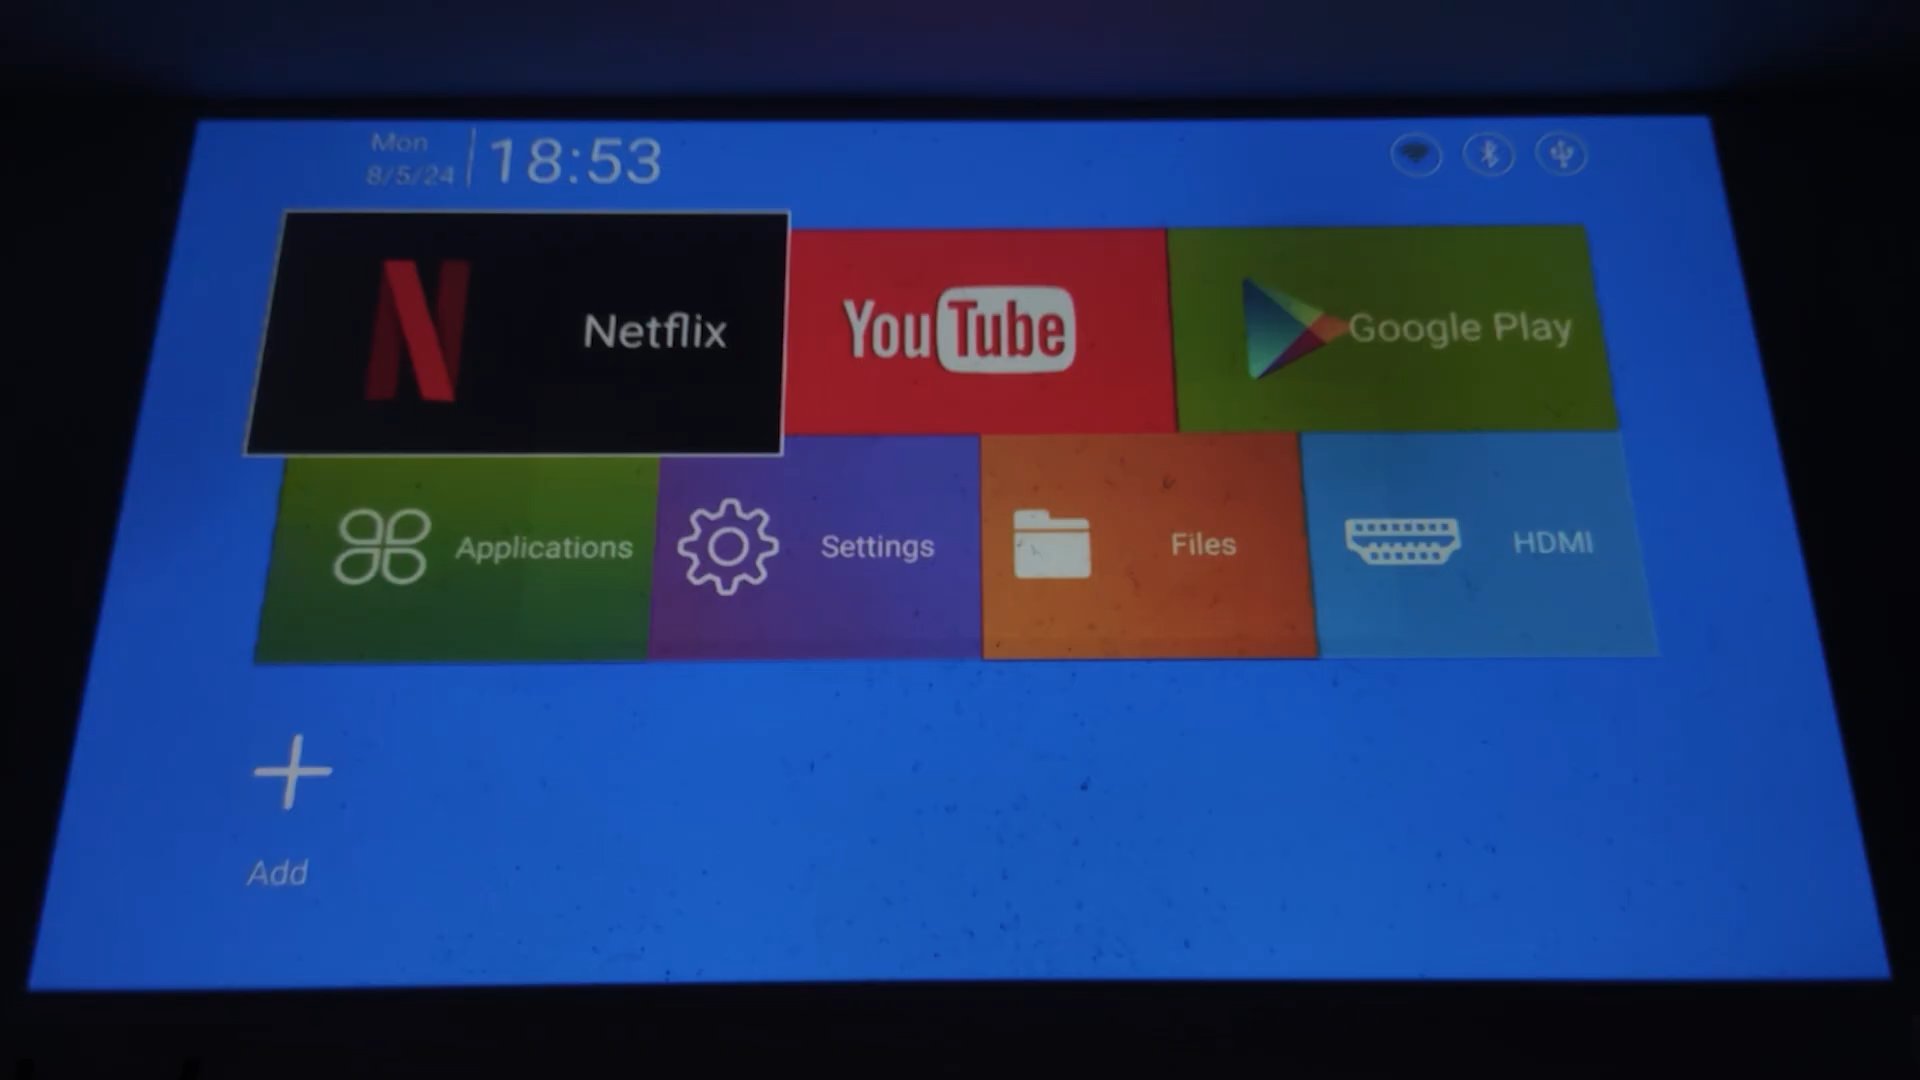 Mon
8/5/24
18:53
Netflix
YouTube
Google Play
Applications
Settings
Files
HDMI
Add